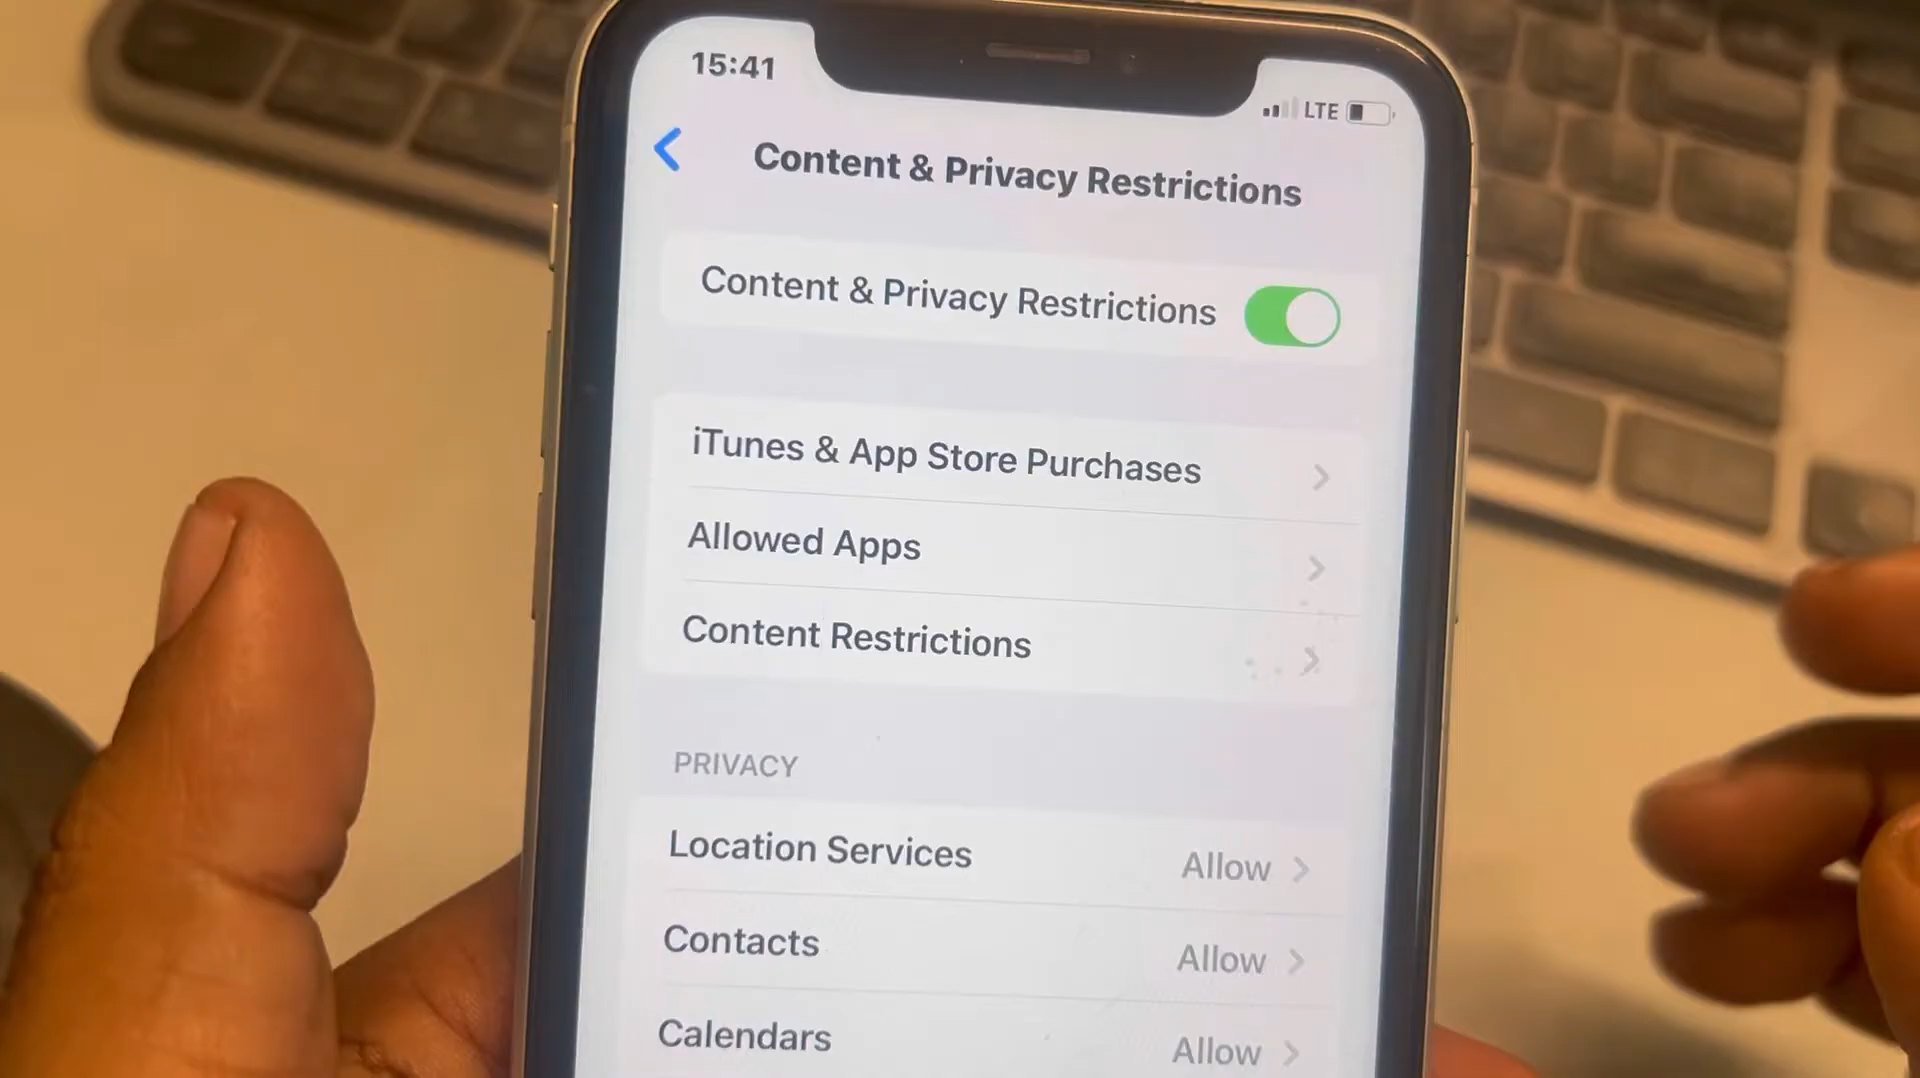 15:41
LTE
Content & Privacy Restrictions
Content & Privacy Restrictions
iTunes & App Store Purchases
Allowed Apps
Content Restrictions
PRIVACY
Location Services Allow
Contacts Allow
Calendars Allow